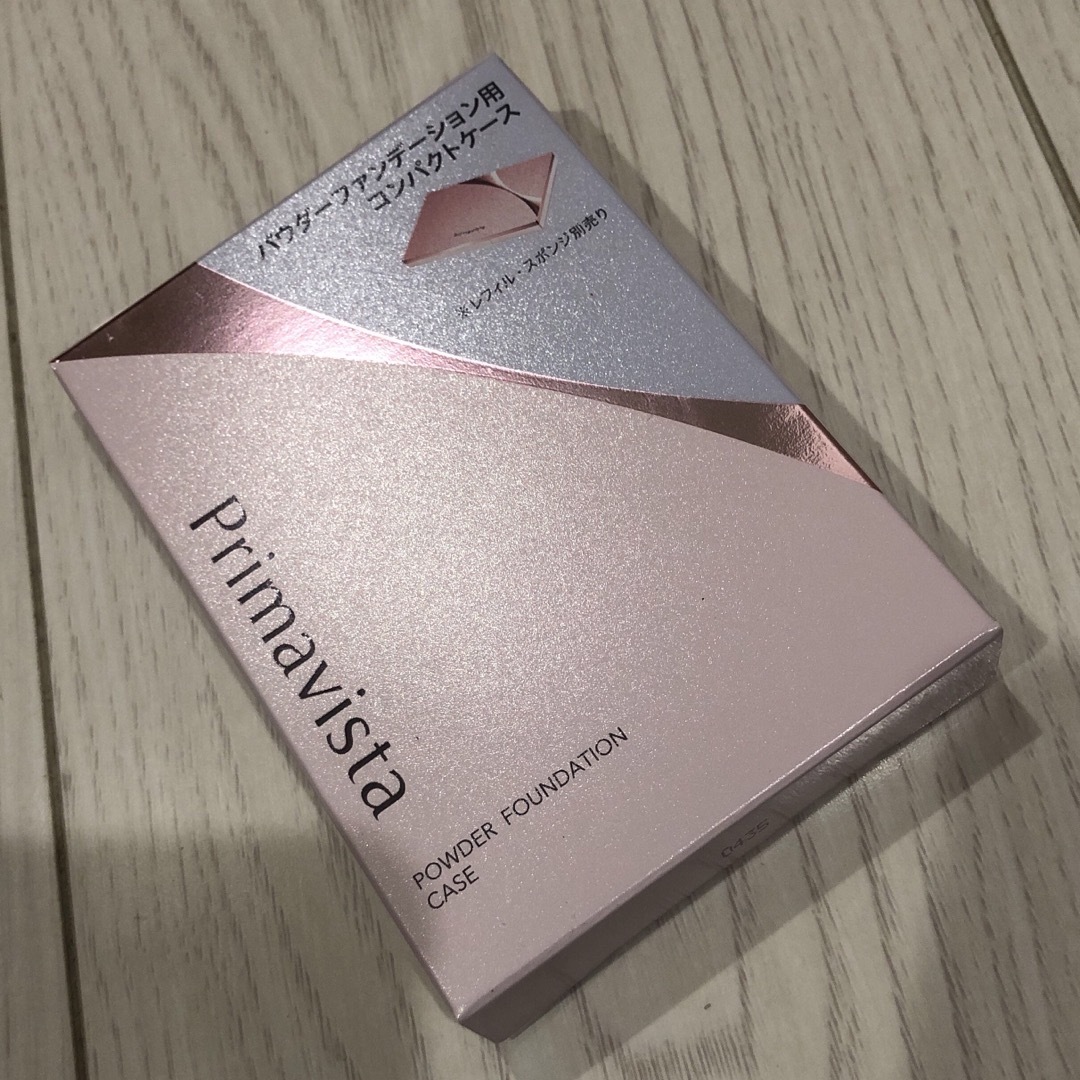 パウダーファンデーション用
コンパクトケース
※レフィル・スポンジ別売り
Primavista
POWDER FOUNDATION
CASE
0435